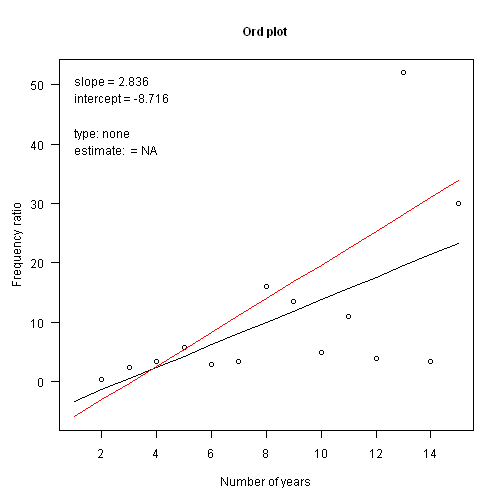 Ord plot
slope = 2.836
intercept = -8.716
type: none
estimate: = NA
50
40
30
20
10
0
Frequency ratio
2 4 6 8 10 12 14
Number of years